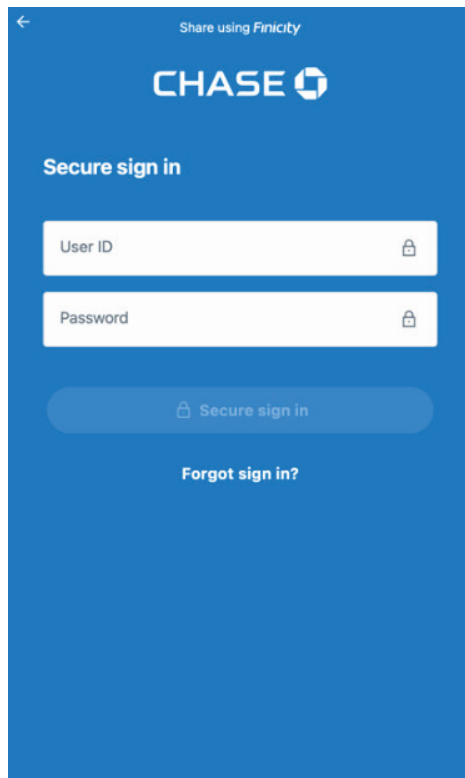 Share using Finicity
CHASE
Secure sign in
User ID
Password
Secure sign in
Forgot sign in?